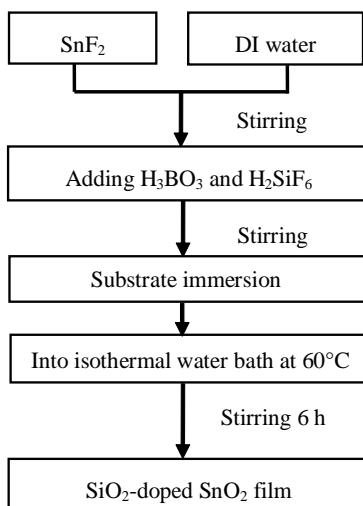 SnF₂
DI water
Stirring
Adding H₃BO₃ and H₂SiF₆
Stirring
Substrate immersion
Into isothermal water bath at 60°C
Stirring 6 h
SiO₂-doped SnO₂ film